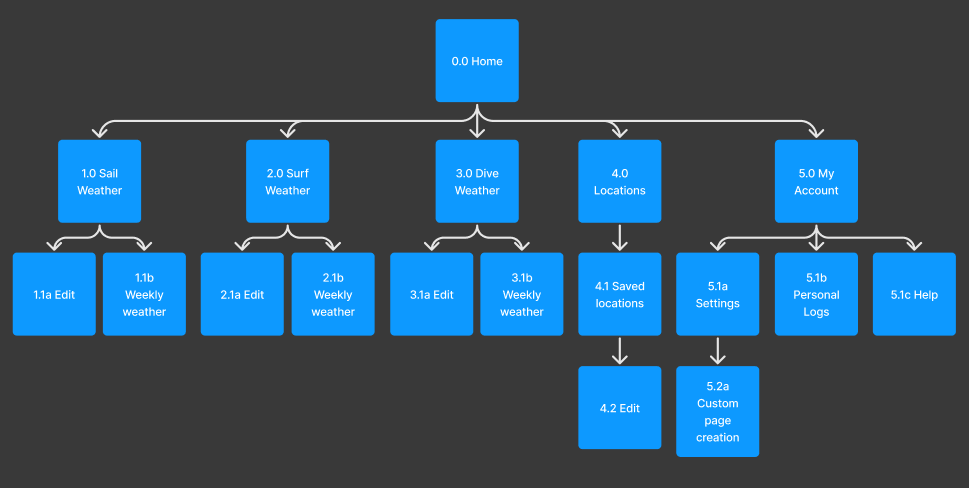 0.0 Home
1.0 Sail
Weather
2.0 Surf
Weather
3.0 Dive
Weather
4.0
Locations
5.0 My
Account
1.1a Edit
1.1b
Weekly
weather
2.1a Edit
2.1b
Weekly
weather
3.1a Edit
3.1b
Weekly
weather
4.1 Saved
locations
5.1a
Settings
5.1b
Personal
Logs
5.1c Help
4.2 Edit
5.2a
Custom
page
creation